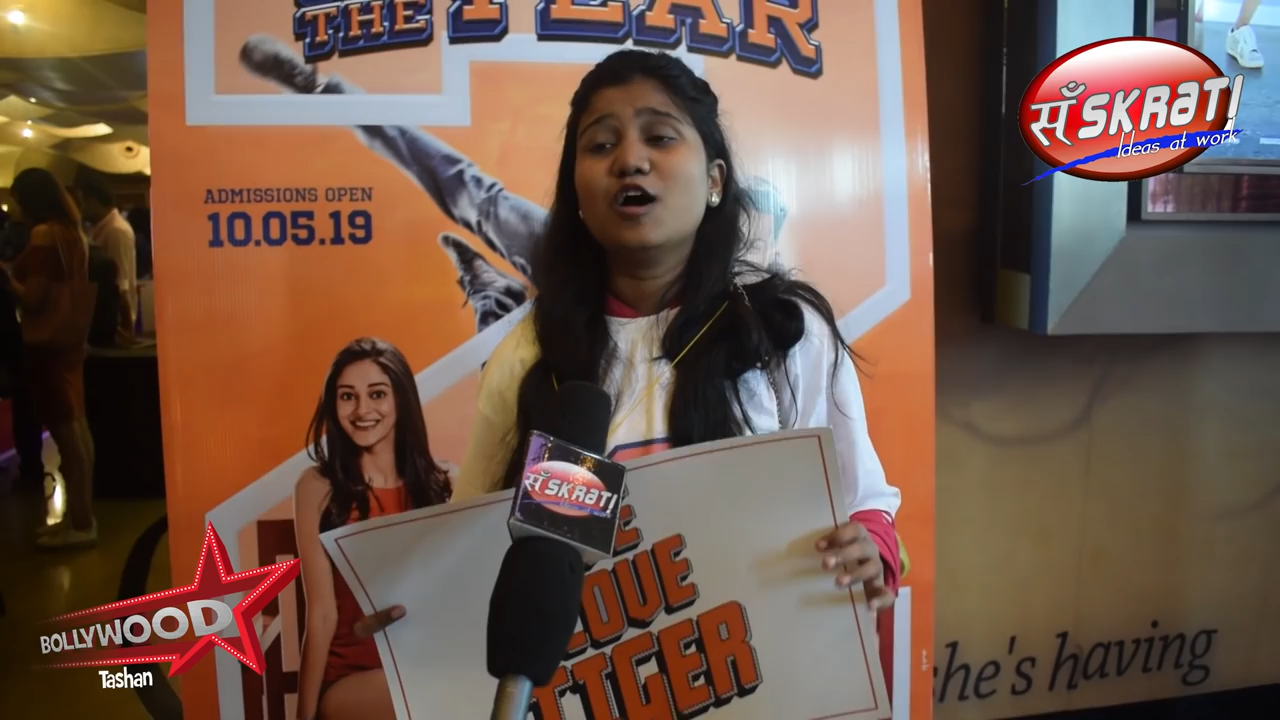 THE YEAR
ADMISSIONS OPEN
10.05.19
सँSKRATI
Ideas at work
सँSKRATI
LOVE
TIGER
BOLLYWOOD
Tashan
she's having